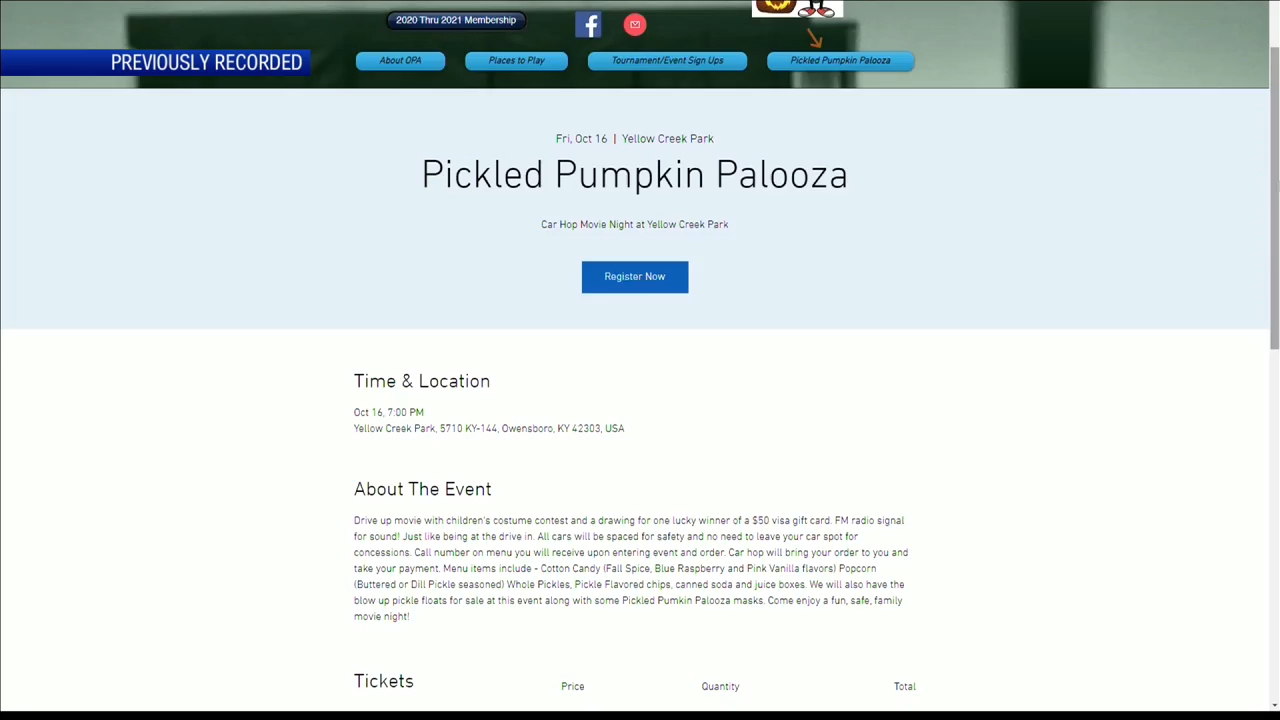 2020 Thru 2021 Membership
PREVIOUSLY RECORDED
About OPA
Places to Play
Tournament/Event Sign Ups
Pickled Pumpkin Palooza
Fri, Oct 16 | Yellow Creek Park
Pickled Pumpkin Palooza
Car Hop Movie Night at Yellow Creek Park
Register Now
Time & Location
Oct 16, 7:00 PM
Yellow Creek Park, 5710 KY-144, Owensboro, KY 42303, USA
About The Event
Drive up movie with children's costume contest and a drawing for one lucky winner of a $50 visa gift card. FM radio signal
for sound! Just like being at the drive in. All cars will be spaced for safety and no need to leave your car spot for
concessions. Call number on menu you will receive upon entering event and order. Car hop will bring your order to you and
take your payment. Menu items include - Cotton Candy (Fall Spice, Blue Raspberry and Pink Vanilla flavors) Popcorn
(Buttered or Dill Pickle seasoned) Whole Pickles, Pickle Flavored chips, canned soda and juice boxes. We will also have the
blow up pickle floats for sale at this event along with some Pickled Pumkin Palooza masks. Come enjoy a fun, safe, family
movie night!
Tickets
Price
Quantity
Total